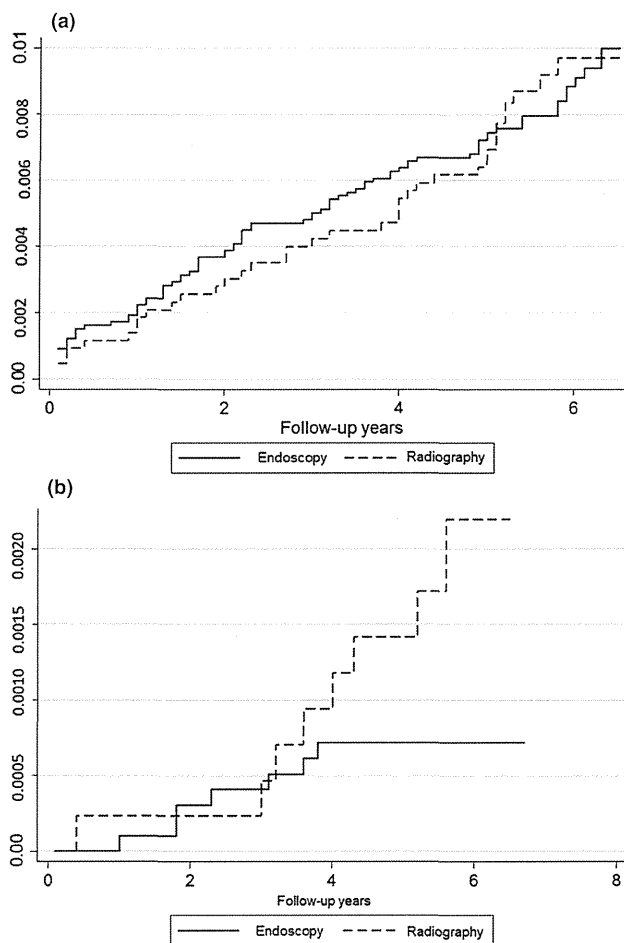 (a)
0.01
0.008
0.006
0.004
0.002
0.00
0 2 4 6
Follow-up years
Endoscopy Radiography
(b)
0.0020
0.0015
0.0010
0.0005
0.00
0 2 4 6 8
Follow-up years
Endoscopy Radiography